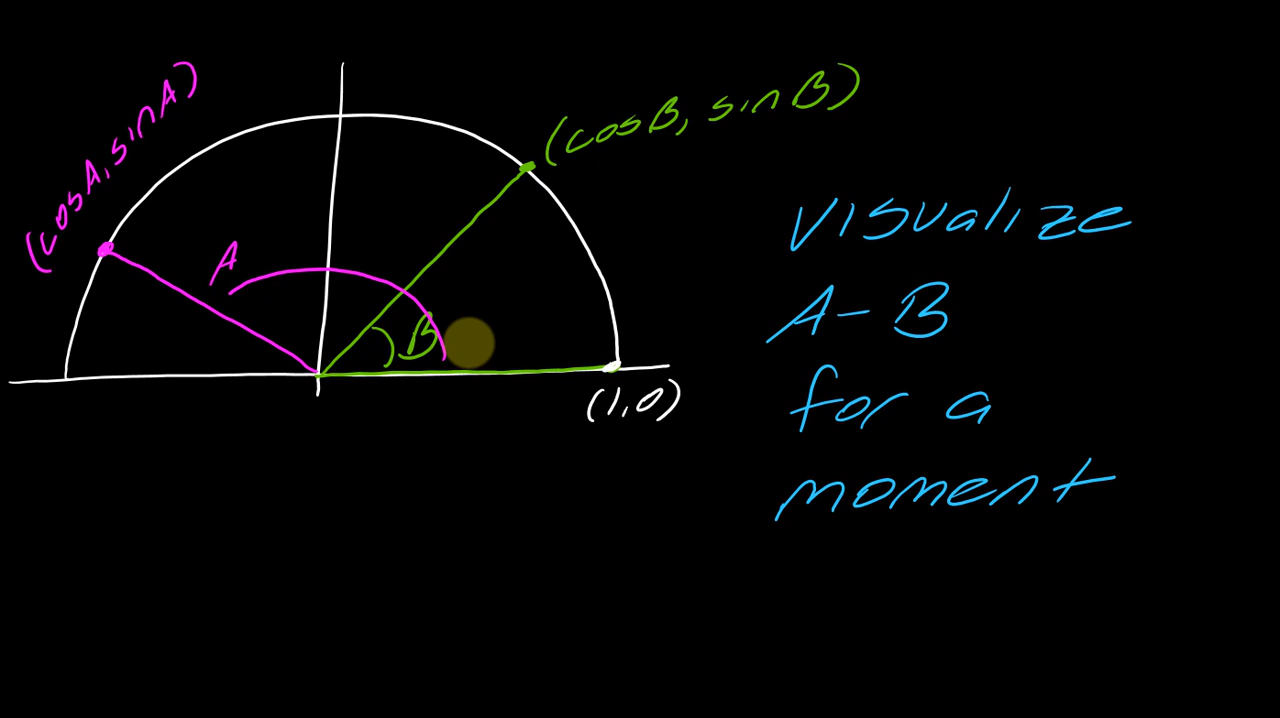 (cosA, sinA)
(cosB, sinB)
A
B
(1,0)
VISualize
A-B
for a
moment